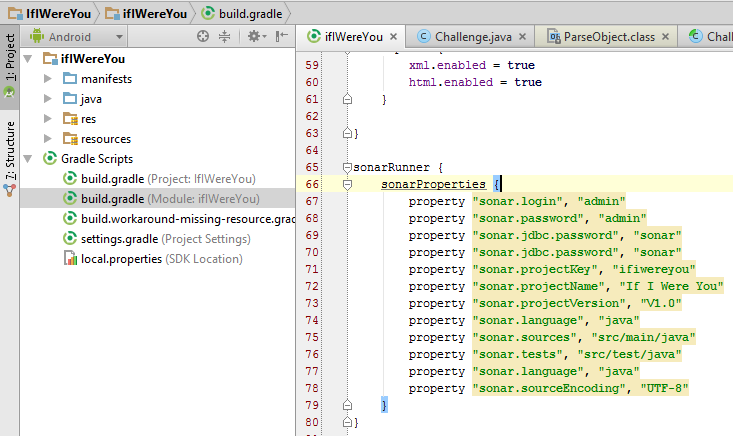 IfIWereYou ifIWereYou build.gradle
1: Project
7: Structure
Android
ifIWereYou
manifests
java
res
resources
Gradle Scripts
build.gradle (Project: IfIWereYou)
build.gradle (Module: ifIWereYou)
build.workaround-missing-resource.grad
settings.gradle (Project Settings)
local.properties (SDK Location)
ifIWereYou Challenge.java ParseObject.class Chall
59 xml.enabled = true
60 html.enabled = true
61 }
62
63 }
64
65 sonarRunner {
66 sonarProperties {
67 property "sonar.login", "admin"
68 property "sonar.password", "admin"
69 property "sonar.jdbc.password", "sonar"
70 property "sonar.jdbc.password", "sonar"
71 property "sonar.projectKey", "ifiwereyou"
72 property "sonar.projectName", "If I Were You"
73 property "sonar.projectVersion", "V1.0"
74 property "sonar.language", "java"
75 property "sonar.sources", "src/main/java"
76 property "sonar.tests", "src/test/java"
77 property "sonar.language", "java"
78 property "sonar.sourceEncoding", "UTF-8"
79 }
80 }